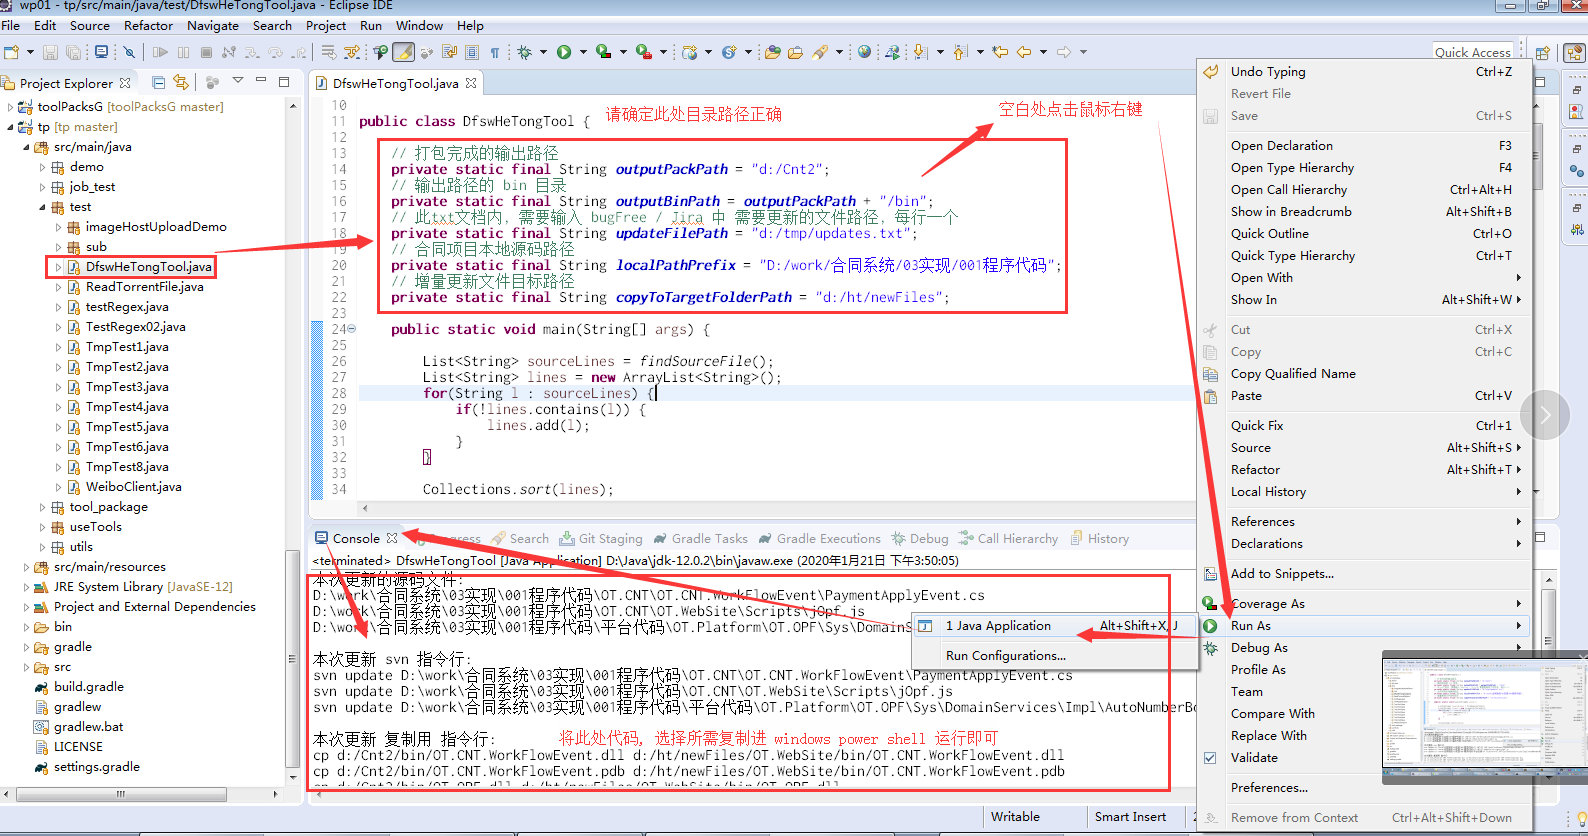 wp01 - tp/src/main/java/test/DfswHeTongTool.java - Eclipse IDE
File Edit Source Refactor Navigate Search Project Run Window Help
Quick Access
Project Explorer
toolPacksG [toolPacksG master]
tp [tp master]
src/main/java
demo
job_test
test
imageHostUploadDemo
sub
DfswHeTongTool.java
ReadTorrentFile.java
testRegex.java
TestRegex02.java
TmpTest1.java
TmpTest2.java
TmpTest3.java
TmpTest4.java
TmpTest5.java
TmpTest6.java
TmpTest8.java
WeiboClient.java
tool_package
useTools
utils
src/main/resources
JRE System Library [JavaSE-12]
Project and External Dependencies
bin
gradle
src
build.gradle
gradlew
gradlew.bat
LICENSE
settings.gradle
DfswHeTongTool.java
10
11 public class DfswHeTongTool { 请确定此处目录路径正确
空白处点击鼠标右键
12
13 // 打包完成的输出路径
14 private static final String outputPackPath = "d:/Cnt2";
15 // 输出路径的 bin 目录
16 private static final String outputBinPath = outputPackPath + "/bin";
17 // 此txt文档内，需要输入 bugFree / Jira 中 需要更新的文件路径，每行一个
18 private static final String updateFilePath = "d:/tmp/updates.txt";
19 // 合同项目本地源码路径
20 private static final String localPathPrefix = "D:/work/合同系统/03实现/001程序代码";
21 // 增量更新文件目标路径
22 private static final String copyToTargetFolderPath = "d:/ht/newFiles";
23
24 public static void main(String[] args) {
25
26 List<String> sourceLines = findSourceFile();
27 List<String> lines = new ArrayList<String>();
28 for(String l : sourceLines) {
29 if(!lines.contains(l)) {
30 lines.add(l);
31 }
32 }
33
34 Collections.sort(lines);
Console Progress Search Git Staging Gradle Tasks Gradle Executions Debug Call Hierarchy History
<terminated> DfswHeTongTool [Java Application] D:\Java\jdk-12.0.2\bin\javaw.exe (2020年1月21日 下午3:50:05)
本次更新的源码文件:
D:\work\合同系统\03实现\001程序代码\OT.CNT\OT.CNT.WorkFlowEvent\PaymentApplyEvent.cs
D:\work\合同系统\03实现\001程序代码\OT.CNT\OT.WebSite\Scripts\jOpf.js
D:\work\合同系统\03实现\001程序代码\平台代码\OT.Platform\OT.OPF\Sys\DomainS
本次更新 svn 指令行:
svn update D:\work\合同系统\03实现\001程序代码\OT.CNT\OT.CNT.WorkFlowEvent\PaymentApplyEvent.cs
svn update D:\work\合同系统\03实现\001程序代码\OT.CNT\OT.WebSite\Scripts\jOpf.js
svn update D:\work\合同系统\03实现\001程序代码\平台代码\OT.Platform\OT.OPF\Sys\DomainServices\Impl\AutoNumberBo
本次更新 复制用 指令行: 将此处代码，选择所需复制进 windows power shell 运行即可
cp d:/Cnt2/bin/OT.CNT.WorkFlowEvent.dll d:/ht/newFiles/OT.WebSite/bin/OT.CNT.WorkFlowEvent.dll
cp d:/Cnt2/bin/OT.CNT.WorkFlowEvent.pdb d:/ht/newFiles/OT.WebSite/bin/OT.CNT.WorkFlowEvent.pdb
cp d:/Cnt2/bin/OT.OPF.dll d:/ht/newFiles/OT.WebSite/bin/OT.OPF.dll
Writable Smart Insert 2
1 Java Application Alt+Shift+X, J
Run Configurations...
Undo Typing Ctrl+Z
Revert File
Save Ctrl+S
Open Declaration F3
Open Type Hierarchy F4
Open Call Hierarchy Ctrl+Alt+H
Show in Breadcrumb Alt+Shift+B
Quick Outline Ctrl+O
Quick Type Hierarchy Ctrl+T
Open With
Show In Alt+Shift+W
Cut Ctrl+X
Copy Ctrl+C
Copy Qualified Name
Paste Ctrl+V
Quick Fix Ctrl+1
Source Alt+Shift+S
Refactor Alt+Shift+T
Local History
References
Declarations
Add to Snippets...
Coverage As
Run As
Debug As
Profile As
Team
Compare With
Replace With
Validate
Preferences...
Remove from Context Ctrl+Alt+Shift+Down